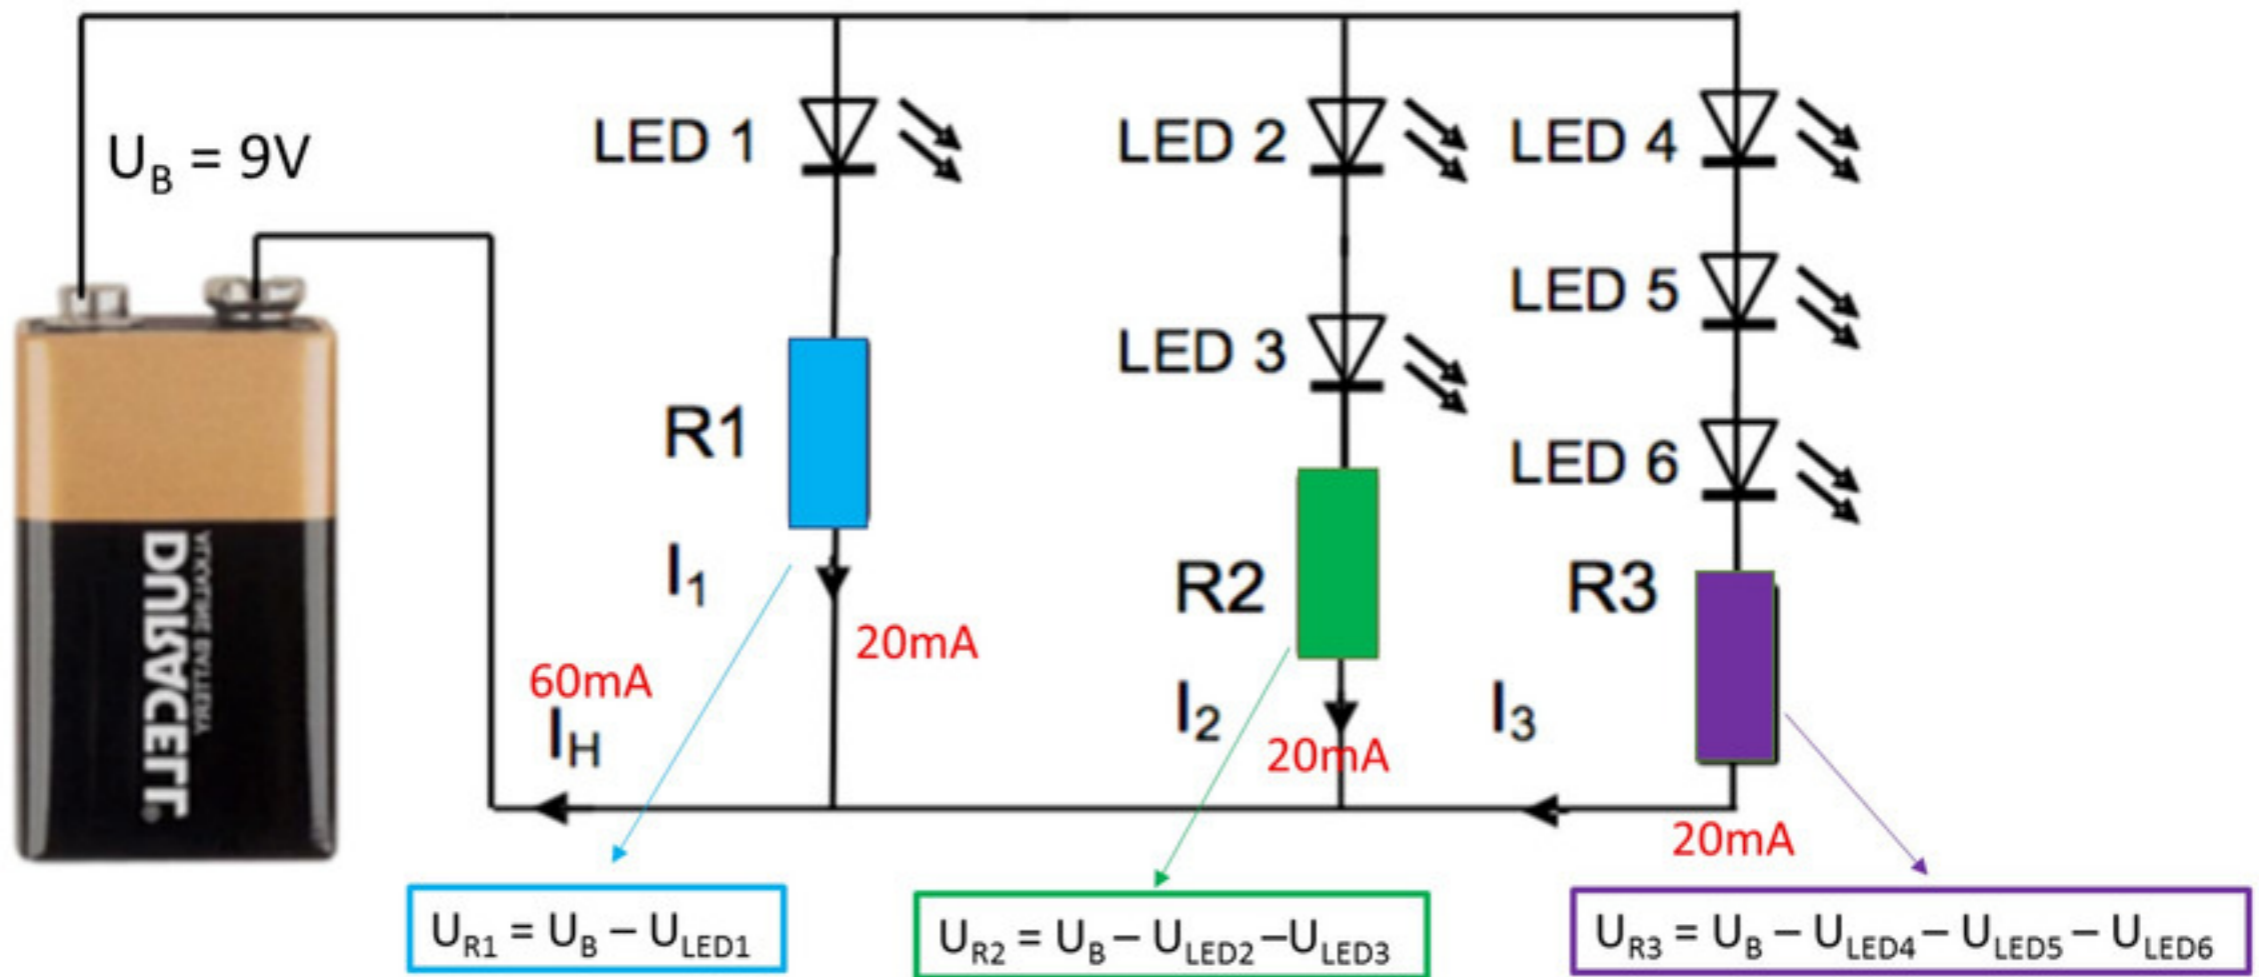 U_B = 9V
LED 1
LED 2
LED 4
LED 5
LED 3
R1
LED 6
I_1
R2
R3
20mA
60mA
I_H
I_2
I_3
20mA
20mA
DURACELL
ALKALINE BATTERY
U_R1 = U_B – U_LED1
U_R2 = U_B – U_LED2 –U_LED3
U_R3 = U_B – U_LED4 – U_LED5 – U_LED6